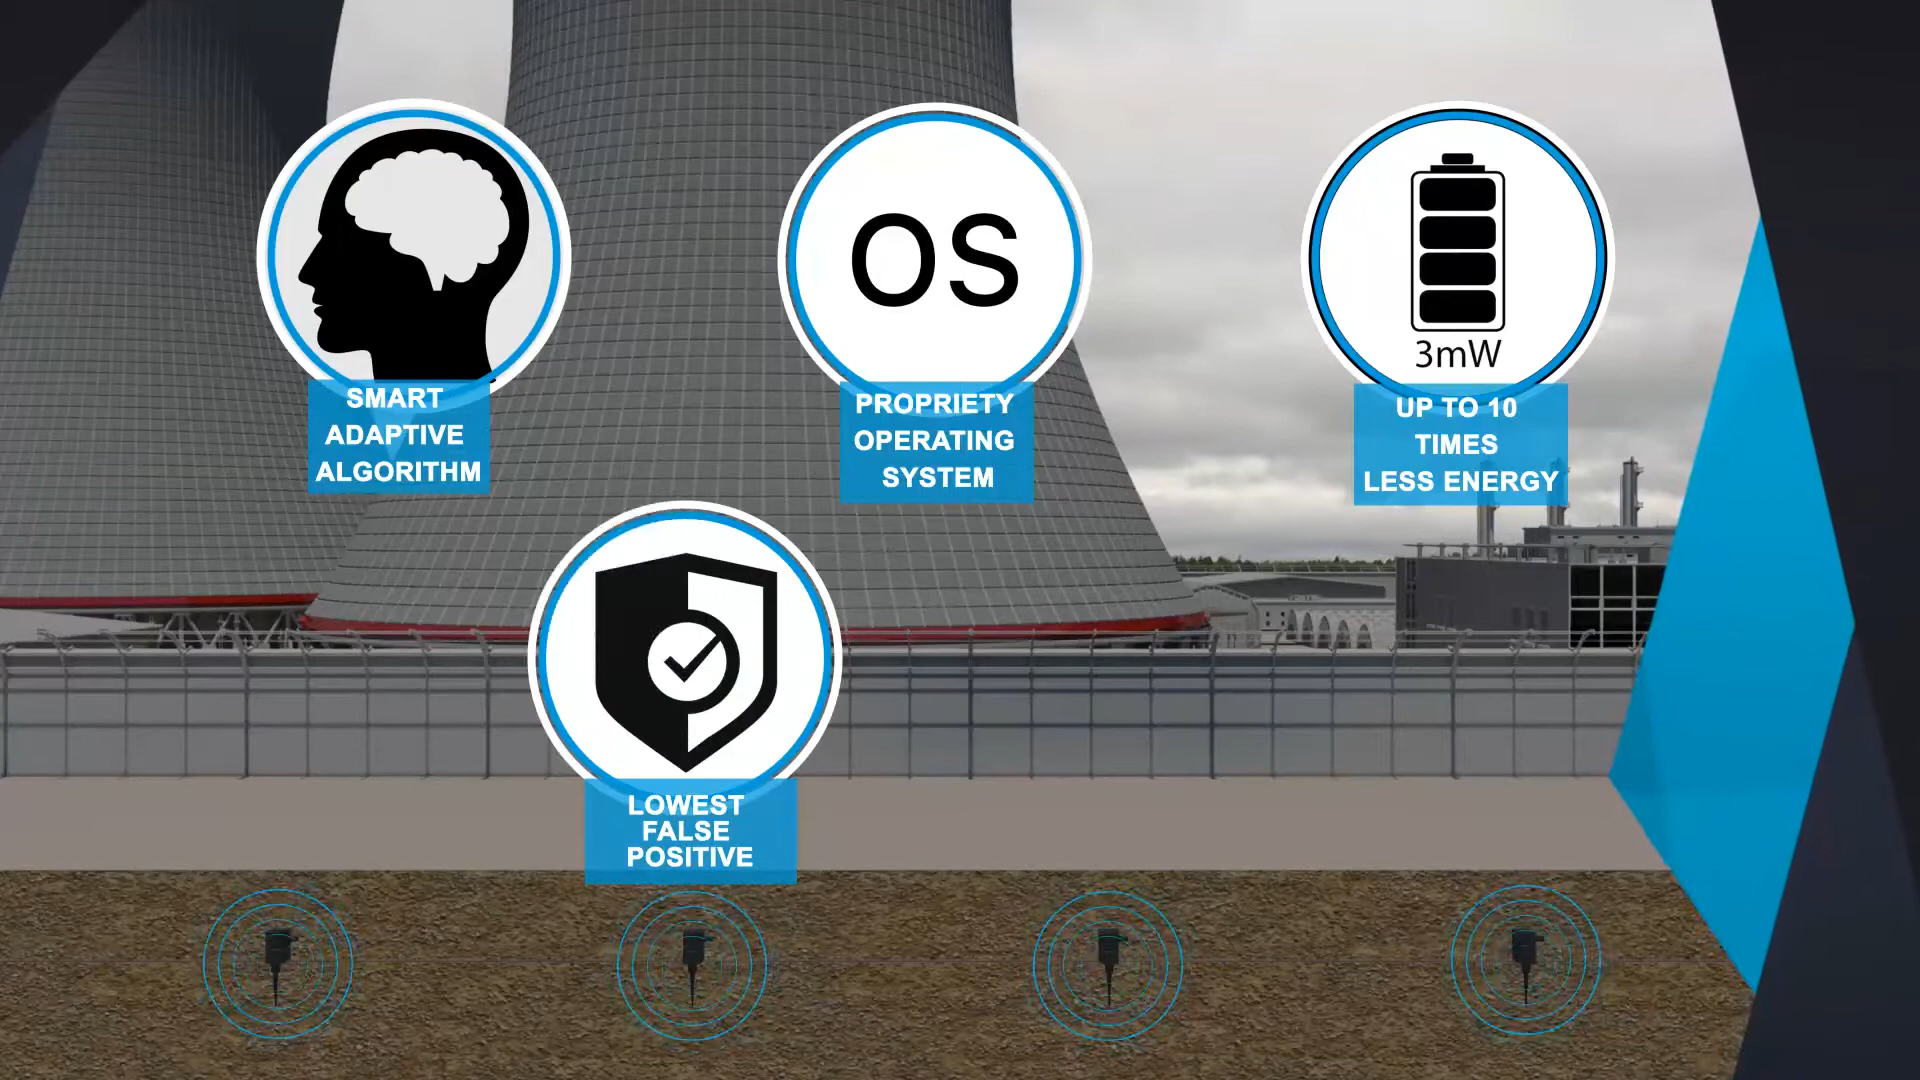 OS
3mW
SMART
ADAPTIVE
ALGORITHM
PROPRIETY
OPERATING
SYSTEM
UP TO 10
TIMES
LESS ENERGY
LOWEST
FALSE
POSITIVE